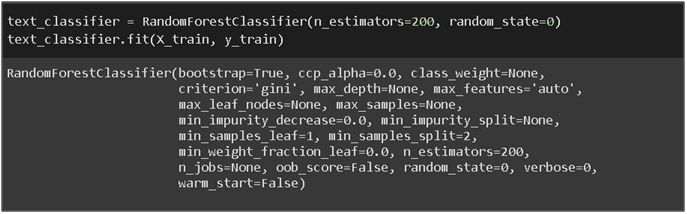 text_classifier = RandomForestClassifier(n_estimators=200, random_state=0)
text_classifier.fit(X_train, y_train)
RandomForestClassifier(bootstrap=True, ccp_alpha=0.0, class_weight=None,
criterion='gini', max_depth=None, max_features='auto',
max_leaf_nodes=None, max_samples=None,
min_impurity_decrease=0.0, min_impurity_split=None,
min_samples_leaf=1, min_samples_split=2,
min_weight_fraction_leaf=0.0, n_estimators=200,
n_jobs=None, oob_score=False, random_state=0, verbose=0,
warm_start=False)